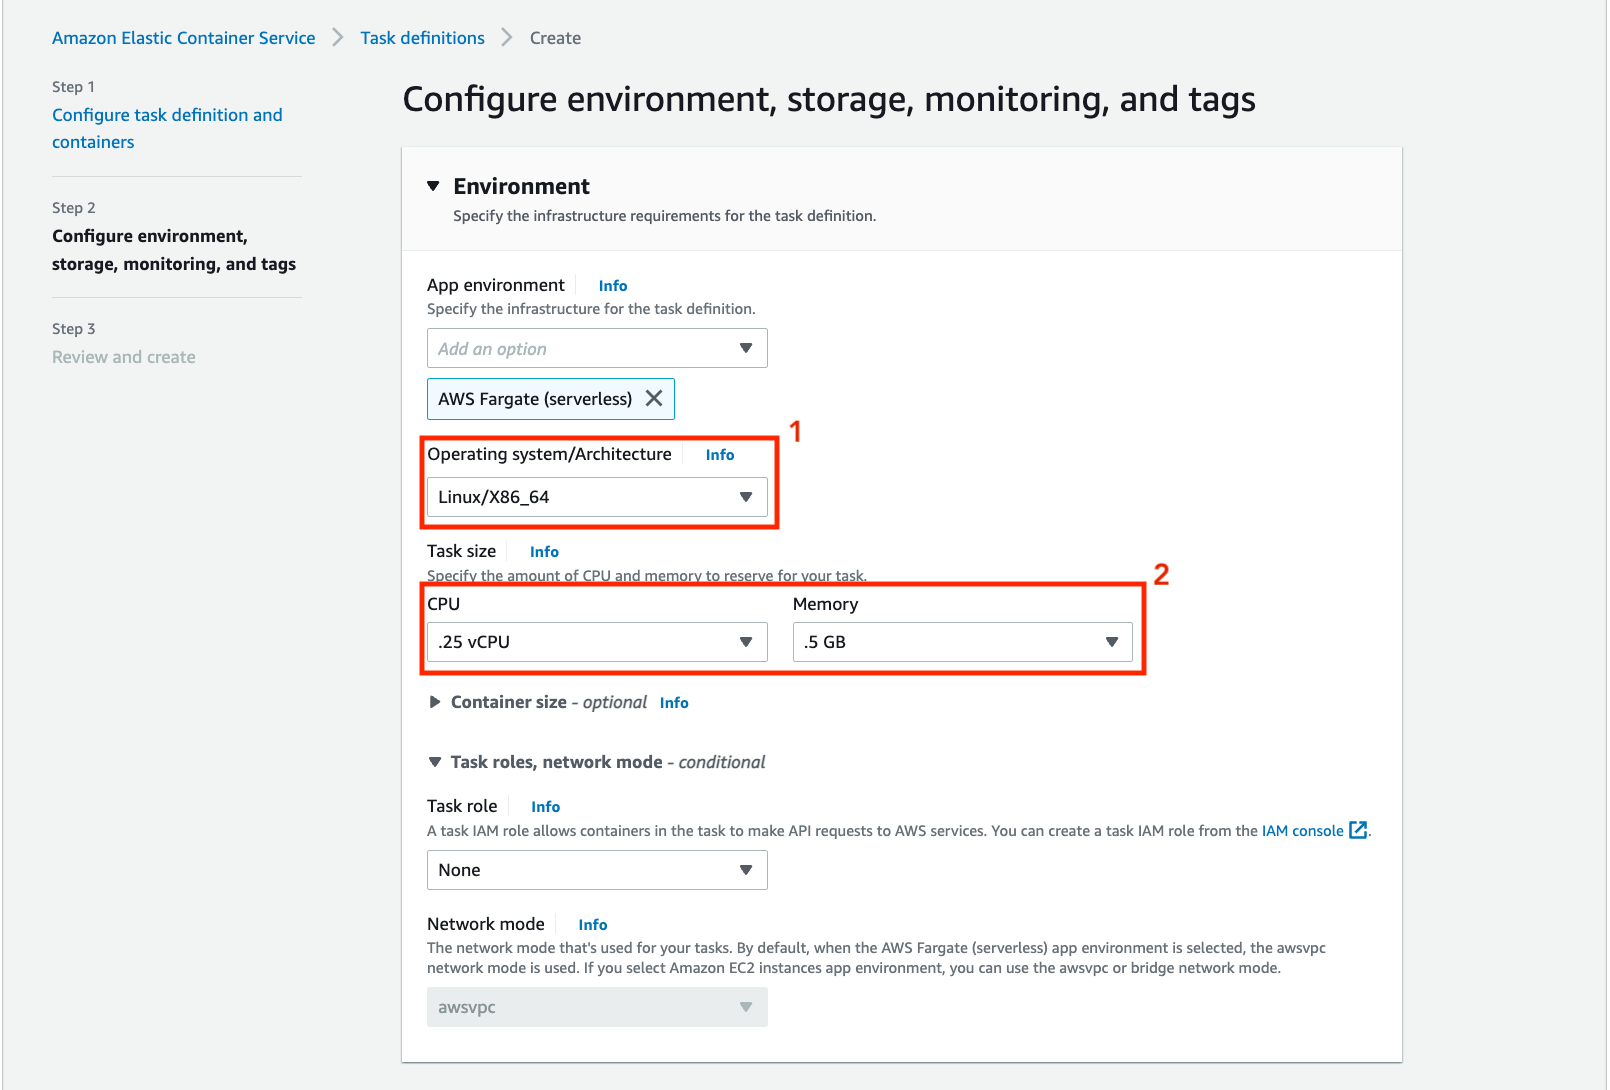 Amazon Elastic Container Service > Task definitions > Create
Step 1
Configure task definition and
containers
Step 2
Configure environment,
storage, monitoring, and tags
Step 3
Review and create
Configure environment, storage, monitoring, and tags
Environment
Specify the infrastructure requirements for the task definition.
App environment Info
Specify the infrastructure for the task definition.
Add an option
AWS Fargate (serverless)
1
Operating system/Architecture Info
Linux/X86_64
Task size Info
Specify the amount of CPU and memory to reserve for your task.
2
CPU Memory
.25 vCPU .5 GB
Container size - optional Info
Task roles, network mode - conditional
Task role Info
A task IAM role allows containers in the task to make API requests to AWS services. You can create a task IAM role from the IAM console.
None
Network mode Info
The network mode that's used for your tasks. By default, when the AWS Fargate (serverless) app environment is selected, the awsvpc
network mode is used. If you select Amazon EC2 instances app environment, you can use the awsvpc or bridge network mode.
awsvpc